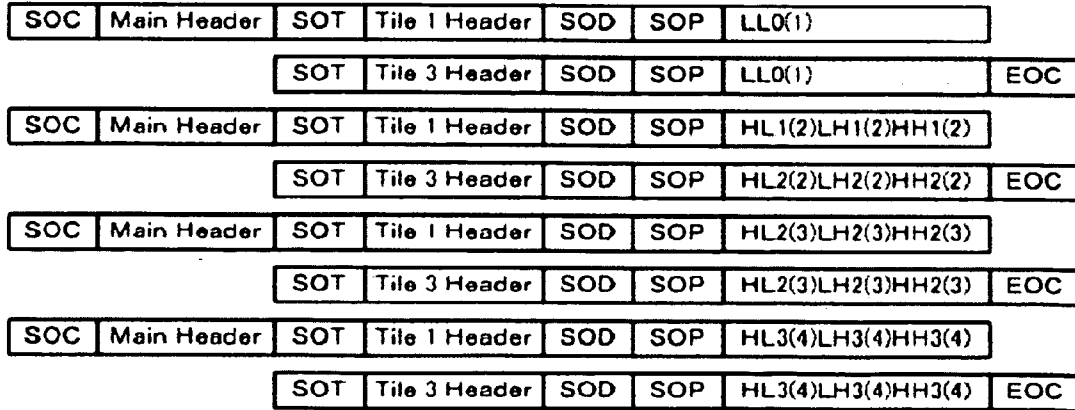 SOC Main Header SOT Tile 1 Header SOD SOP LL0(1)
SOT Tile 3 Header SOD SOP LL0(1) EOC
SOC Main Header SOT Tile 1 Header SOD SOP HL1(2)LH1(2)HH1(2)
SOT Tile 3 Header SOD SOP HL2(2)LH2(2)HH2(2) EOC
SOC Main Header SOT Tile 1 Header SOD SOP HL2(3)LH2(3)HH2(3)
SOT Tile 3 Header SOD SOP HL2(3)LH2(3)HH2(3) EOC
SOC Main Header SOT Tile 1 Header SOD SOP HL3(4)LH3(4)HH3(4)
SOT Tile 3 Header SOD SOP HL3(4)LH3(4)HH3(4) EOC